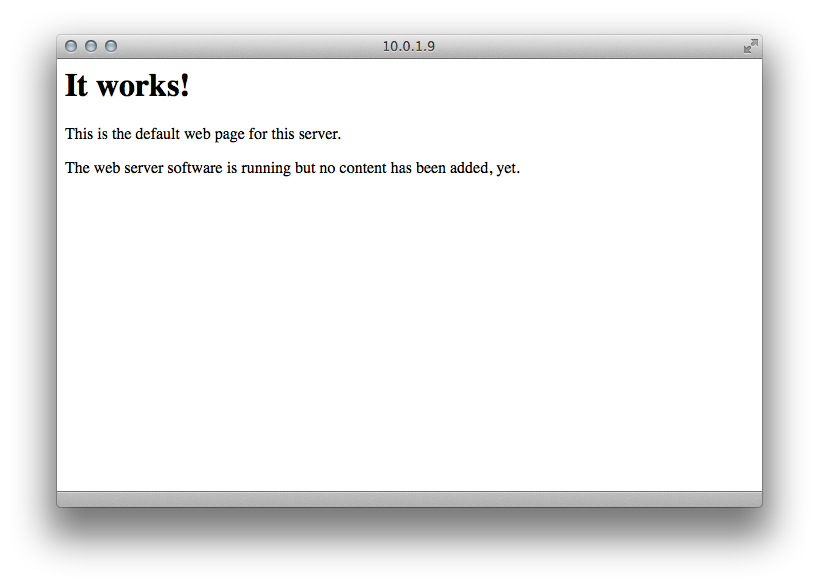 10.0.1.9
It works!
This is the default web page for this server.
The web server software is running but no content has been added, yet.